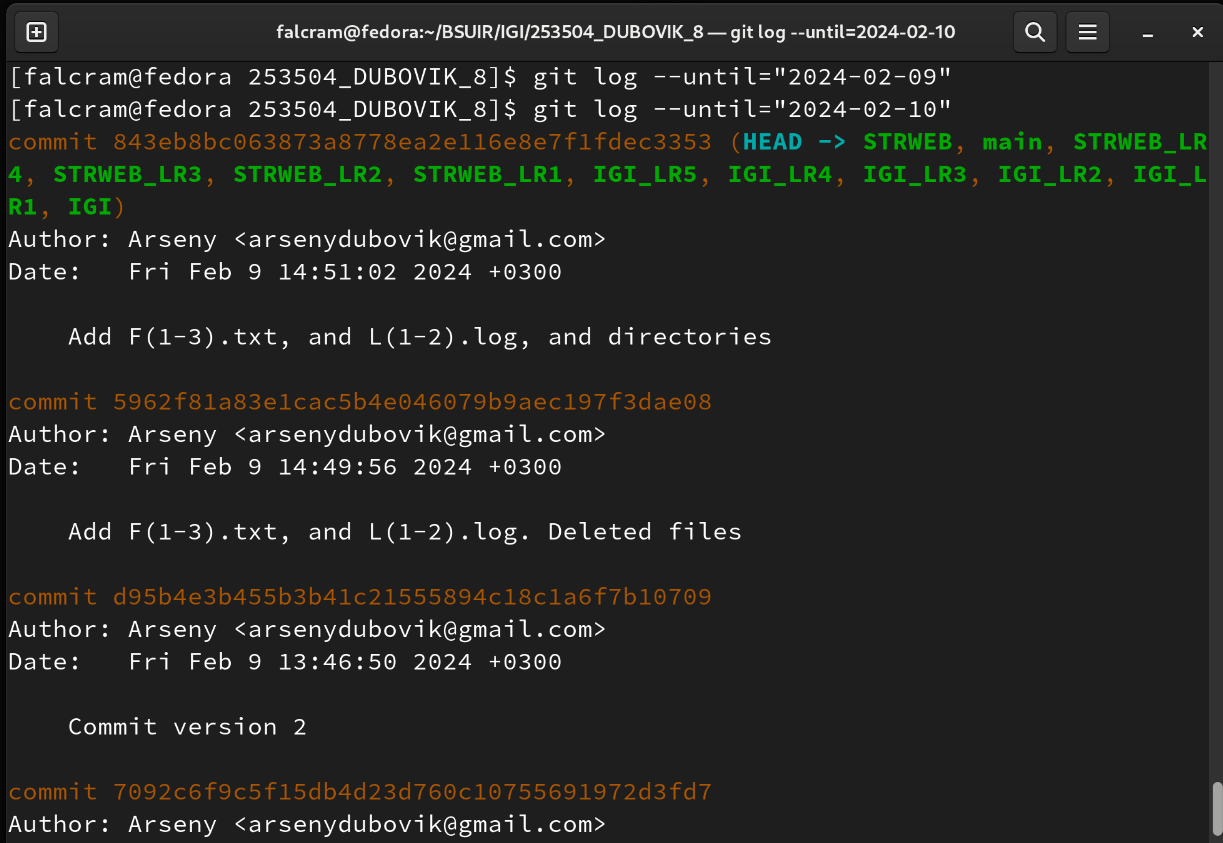 falcram@fedora:~/BSUIR/IGI/253504_DUBOVIK_8 — git log --until=2024-02-10
[falcram@fedora 253504_DUBOVIK_8]$ git log --until="2024-02-09"
[falcram@fedora 253504_DUBOVIK_8]$ git log --until="2024-02-10"
commit 843eb8bc063873a8778ea2e116e8e7f1fdec3353 (HEAD -> STRWEB, main, STRWEB_LR
4, STRWEB_LR3, STRWEB_LR2, STRWEB_LR1, IGI_LR5, IGI_LR4, IGI_LR3, IGI_LR2, IGI_L
R1, IGI)
Author: Arseny <arsenydubovik@gmail.com>
Date:   Fri Feb 9 14:51:02 2024 +0300
    Add F(1-3).txt, and L(1-2).log, and directories
commit 5962f81a83e1cac5b4e046079b9aec197f3dae08
Author: Arseny <arsenydubovik@gmail.com>
Date:   Fri Feb 9 14:49:56 2024 +0300
    Add F(1-3).txt, and L(1-2).log. Deleted files
commit d95b4e3b455b3b41c21555894c18c1a6f7b10709
Author: Arseny <arsenydubovik@gmail.com>
Date:   Fri Feb 9 13:46:50 2024 +0300
    Commit version 2
commit 7092c6f9c5f15db4d23d760c10755691972d3fd7
Author: Arseny <arsenydubovik@gmail.com>